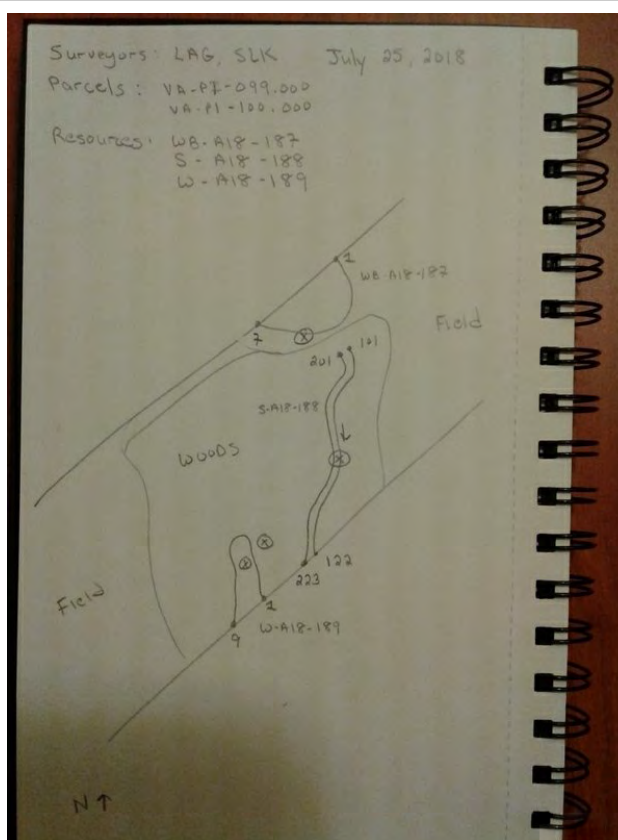 Surveyors: LAG, SLK July 25, 2018
Parcels: VA-PI-099.000
VA-PI-100.000
Resources: WB-A18-187
S-A18-188
W-A18-189
1
WB-A18-187
7
Field
201 101
S-A18-188
WOODS
223 122
Field
1
9 W-A18-189
N ↑